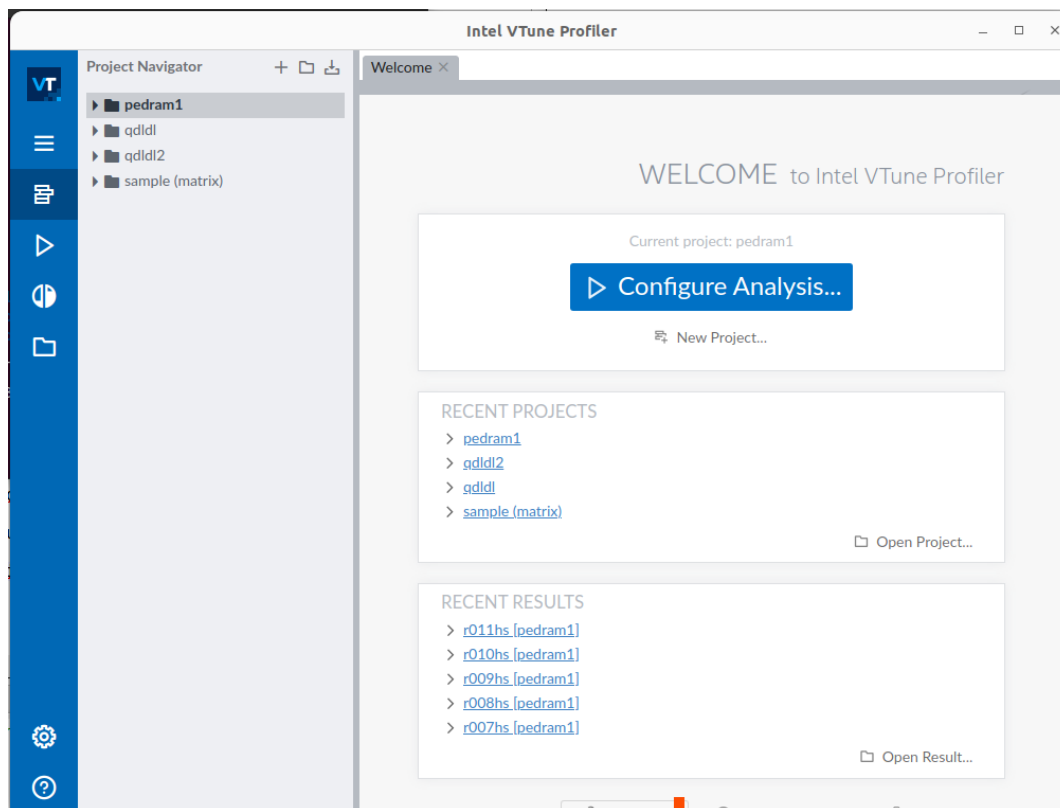 Intel VTune Profiler
VT
Project Navigator
pedram1
qdldl
qdldl2
sample (matrix)
Welcome
WELCOME to Intel VTune Profiler
Current project: pedram1
Configure Analysis...
New Project...
RECENT PROJECTS
pedram1
qdldl2
qdldl
sample (matrix)
Open Project...
RECENT RESULTS
r011hs [pedram1]
r010hs [pedram1]
r009hs [pedram1]
r008hs [pedram1]
r007hs [pedram1]
Open Result...